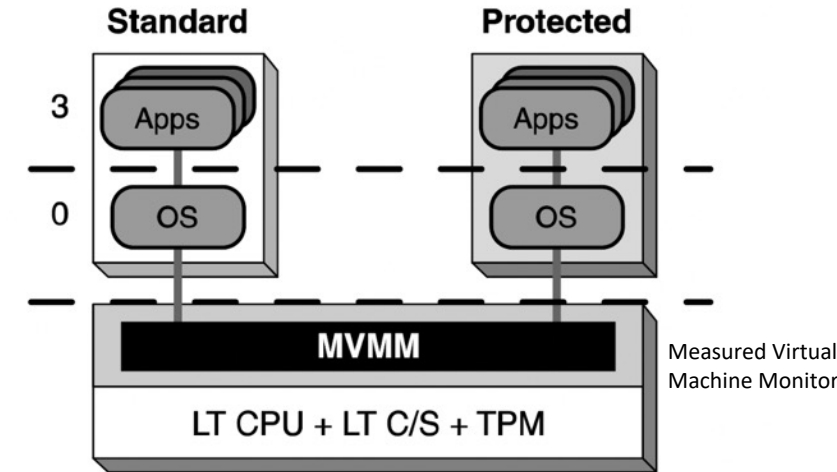 Standard
Protected
3
Apps
Apps
0
OS
OS
MVMM
Measured Virtual
Machine Monitor
LT CPU + LT C/S + TPM